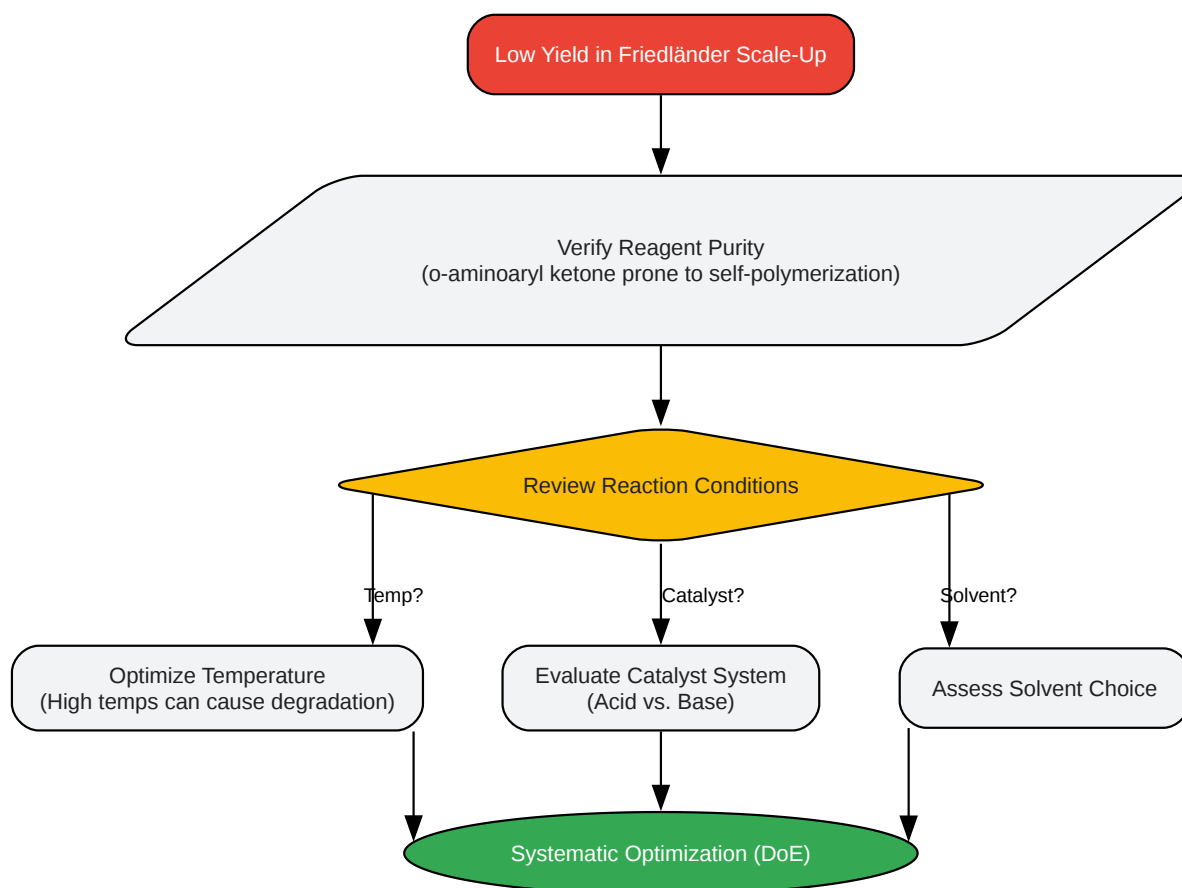 Low Yield in Friedländer Scale-Up
Verify Reagent Purity
(o-aminoaryl ketone prone to self-polymerization)
Review Reaction Conditions
Temp?
Catalyst?
Solvent?
Optimize Temperature
(High temps can cause degradation)
Evaluate Catalyst System
(Acid vs. Base)
Assess Solvent Choice
Systematic Optimization (DoE)